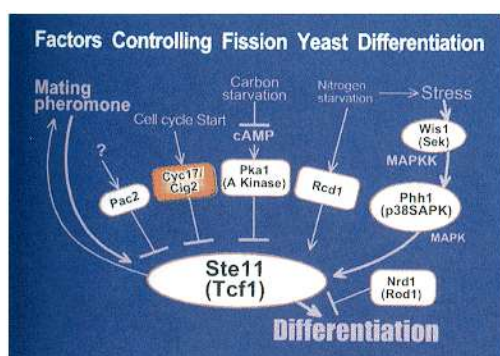 Factors Controlling Fission Yeast Differentiation
Mating
pheromone
Carbon
starvation
Nitrogen
starvation
Stress
Cell cycle Start
cAMP
Wis1
(Sek)
MAPKK
?
Pac2
Cyc17/
Cig2
Pka1
(A Kinase)
Rcd1
Phh1
(p38SAPK)
MAPK
Ste11
(Tcf1)
Nrd1
(Rod1)
Differentiation